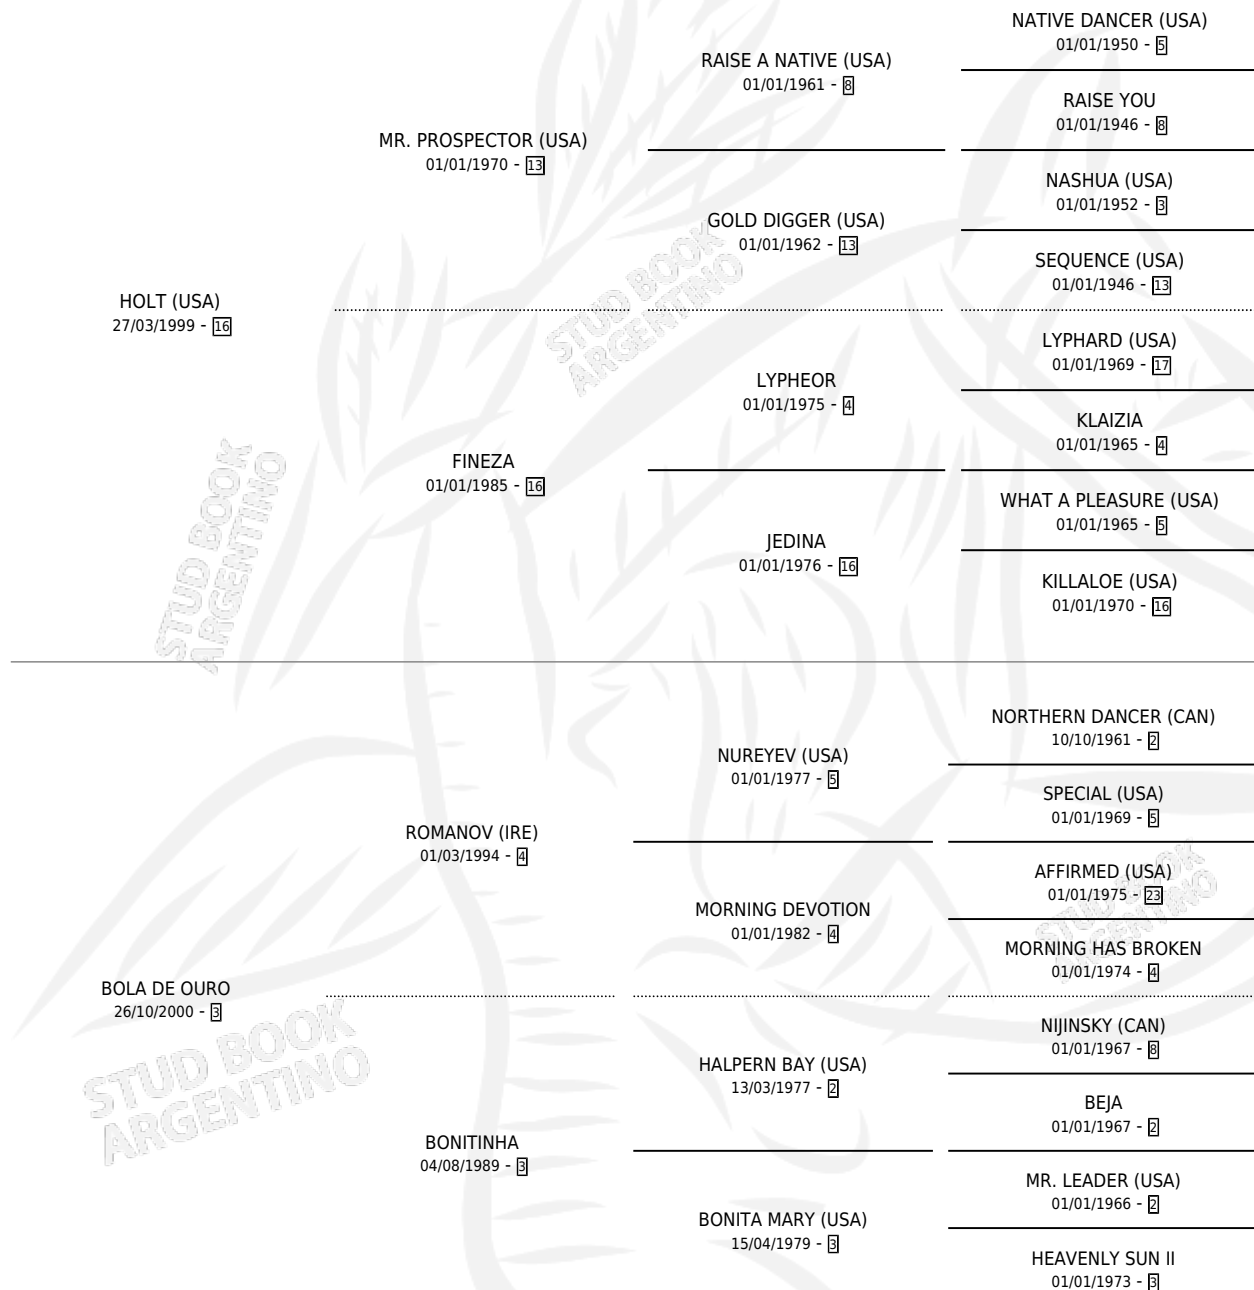 NATIVE DANCER (USA)
01/01/1950 - 5
RAISE A NATIVE (USA)
01/01/1961 - 8
RAISE YOU
01/01/1946 - 8
MR. PROSPECTOR (USA)
01/01/1970 - 13
NASHUA (USA)
01/01/1952 - 3
GOLD DIGGER (USA)
01/01/1962 - 13
SEQUENCE (USA)
01/01/1946 - 13
HOLT (USA)
27/03/1999 - 16
STUD BOOK
ARGENTINO
LYPHARD (USA)
01/01/1969 - 17
LYPHEOR
01/01/1975 - 4
KLAIZIA
01/01/1965 - 4
FINEZA
01/01/1985 - 16
WHAT A PLEASURE (USA)
01/01/1965 - 5
JEDINA
01/01/1976 - 16
KILLALOE (USA)
01/01/1970 - 16
STUD BOOK
ARGENTINO
NORTHERN DANCER (CAN)
10/10/1961 - 2
NUREYEV (USA)
01/01/1977 - 5
SPECIAL (USA)
01/01/1969 - 5
ROMANOV (IRE)
01/03/1994 - 4
AFFIRMED (USA)
01/01/1975 - 23
MORNING DEVOTION
01/01/1982 - 4
MORNING HAS BROKEN
01/01/1974 - 4
STUD BOOK
ARGENTINO
BOLA DE OURO
26/10/2000 - 3
NIJINSKY (CAN)
01/01/1967 - 8
HALPERN BAY (USA)
13/03/1977 - 2
BEJA
01/01/1967 - 2
STUD BOOK
ARGENTINO
BONITINHA
04/08/1989 - 3
MR. LEADER (USA)
01/01/1966 - 2
BONITA MARY (USA)
15/04/1979 - 3
HEAVENLY SUN II
01/01/1973 - 3